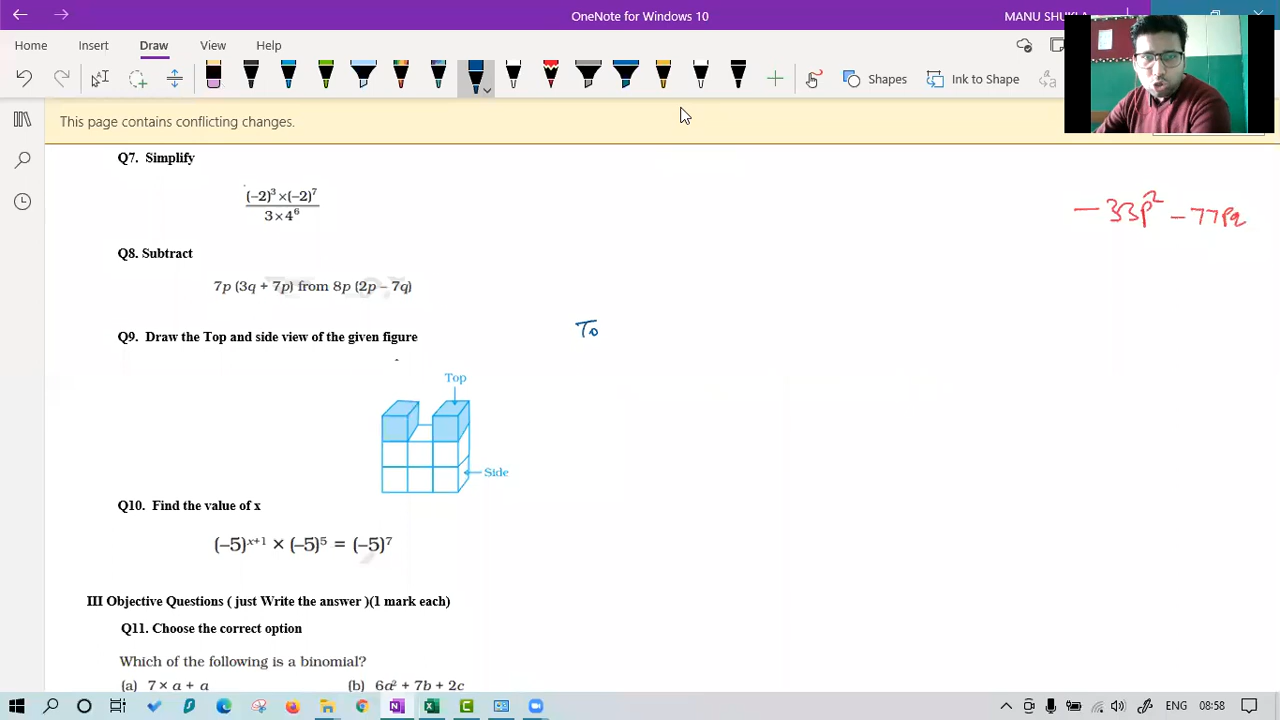 OneNote for Windows 10
MANU SHUK
Home Insert Draw View Help
Shapes Link to Shape
This page contains conflicting changes.
Q7. Simplify
(–2)³×(–2)⁷
3×4⁶
– 33p² – 77pq
Q8. Subtract
7p (3q + 7p) from 8p (2p – 7q)
Q9. Draw the Top and side view of the given figure
To
Top
Side
Q10. Find the value of x
(–5)ˣ⁺¹ × (–5)⁵ = (–5)⁷
III Objective Questions ( just Write the answer )(1 mark each)
Q11. Choose the correct option
Which of the following is a binomial?
(a) 7 × a + a (b) 6a² + 7b + 2c
ENG 08:58